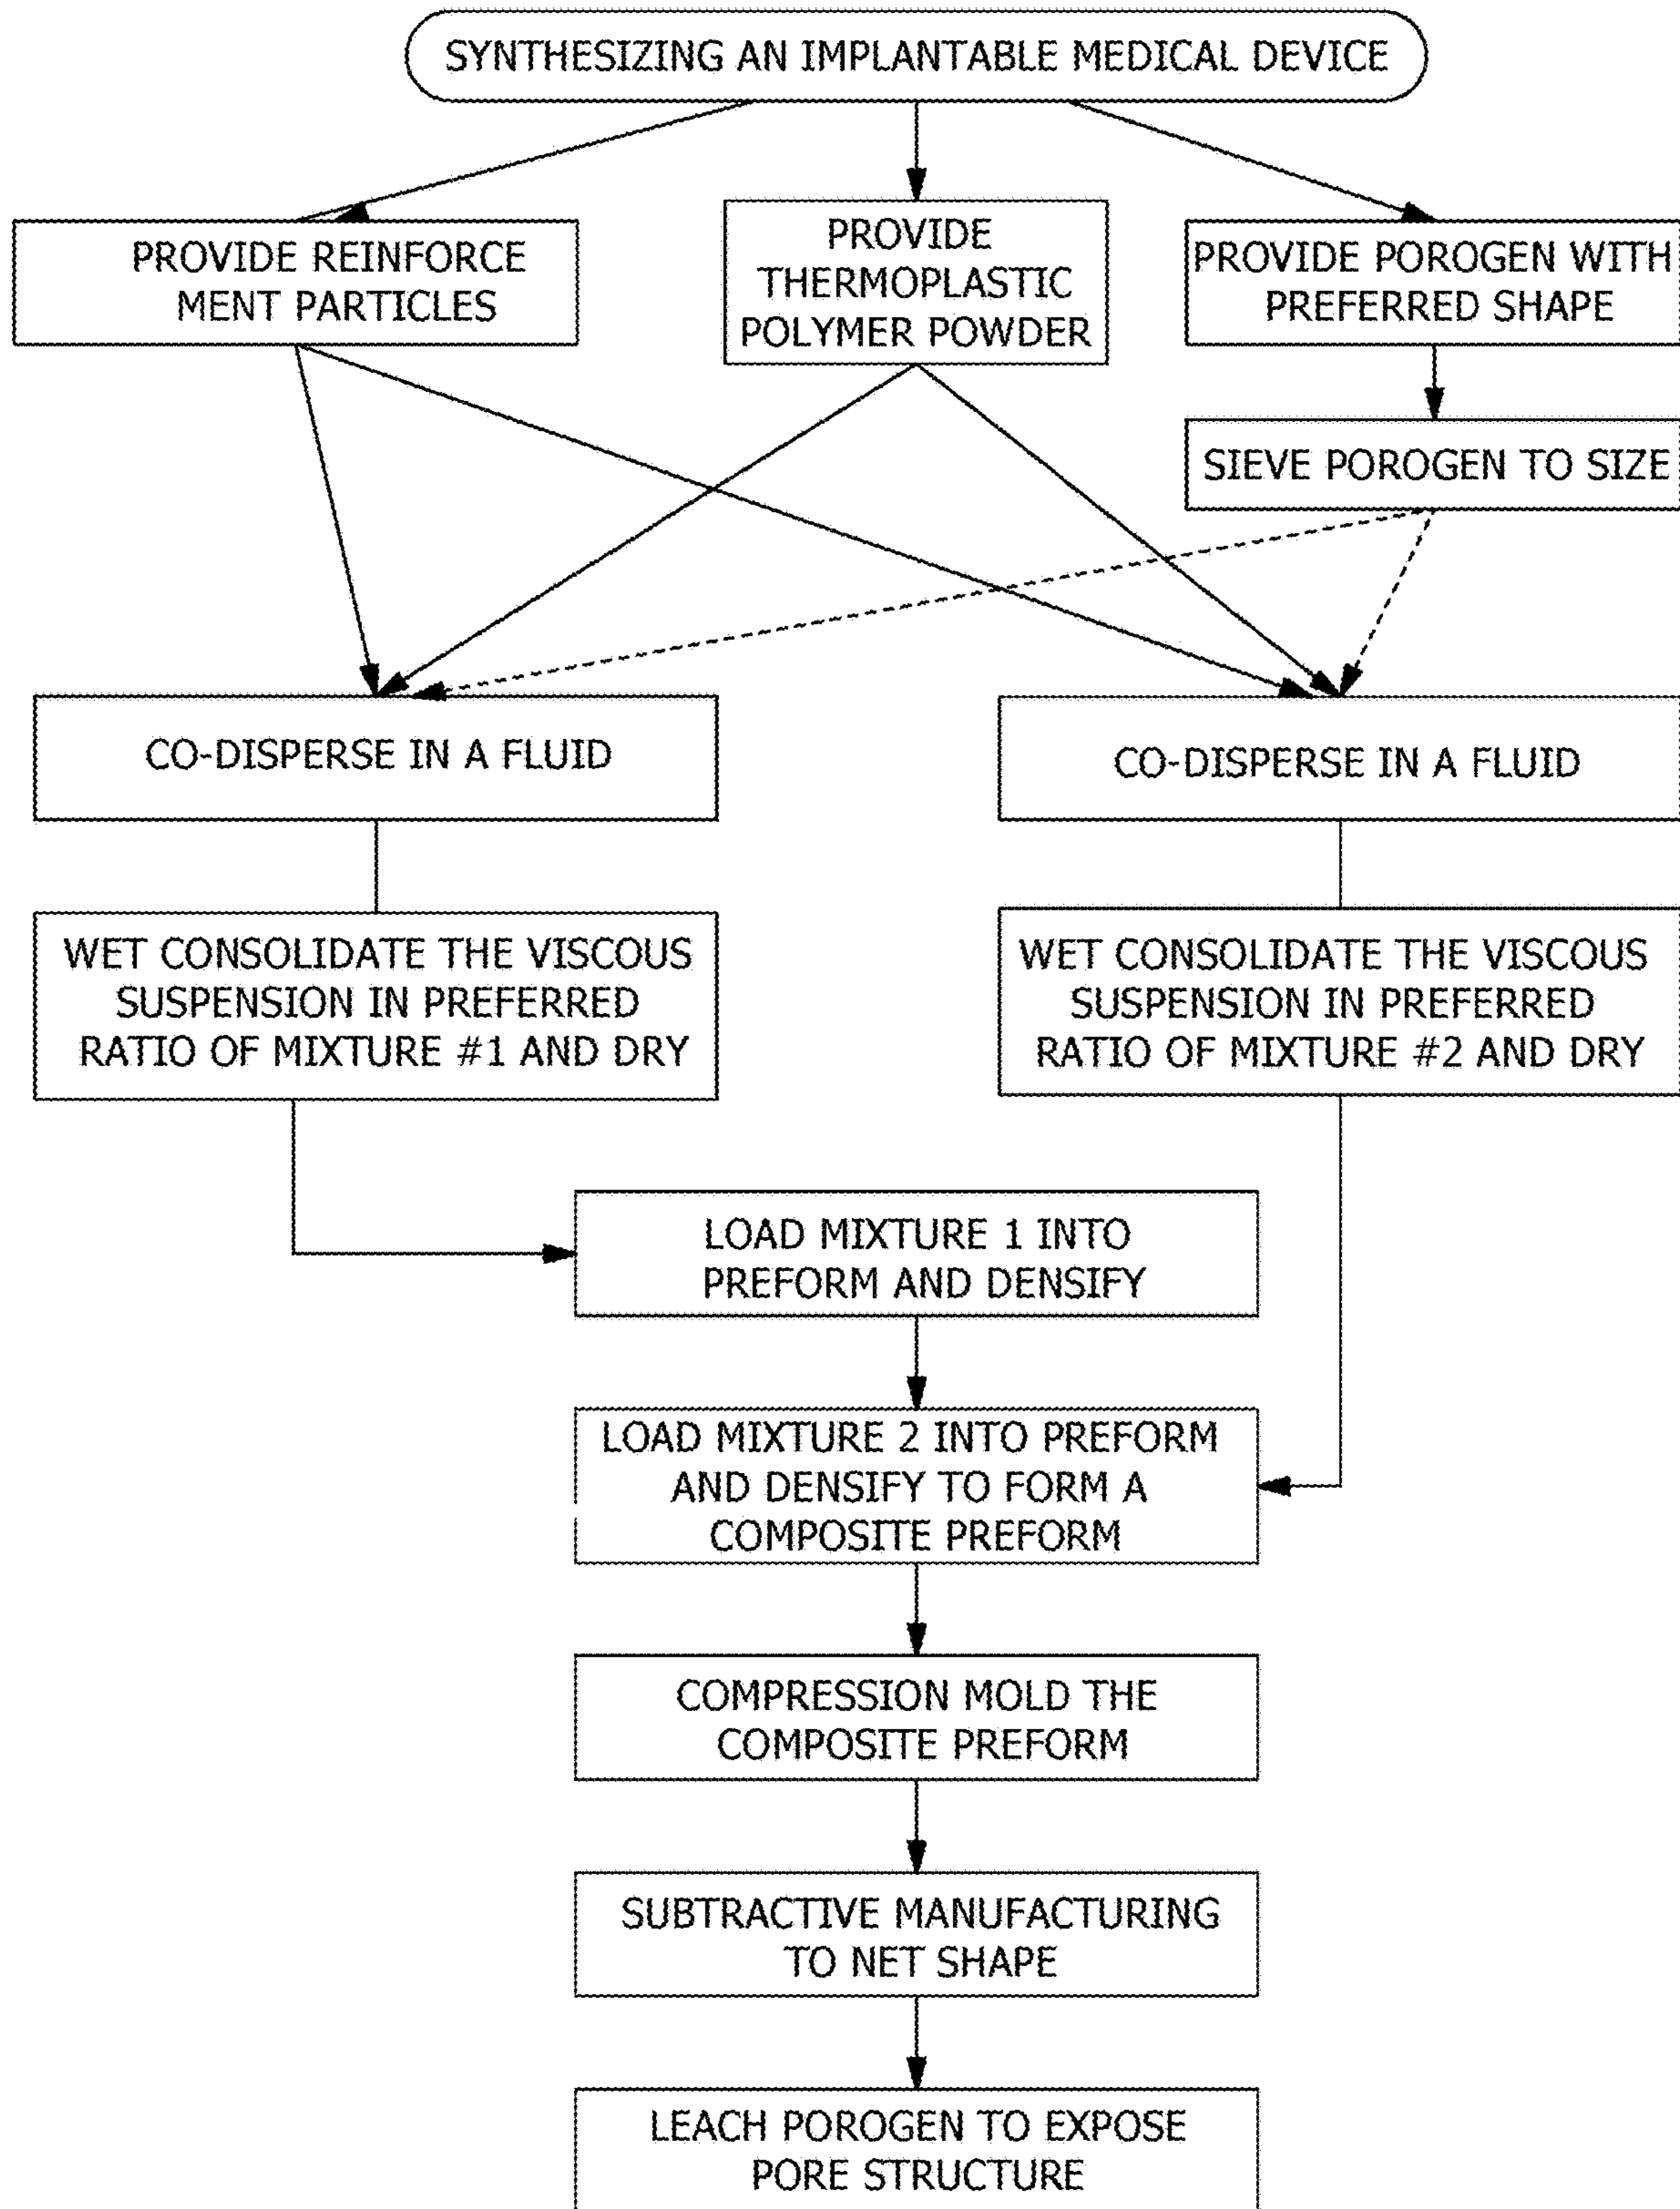 SYNTHESIZING AN IMPLANTABLE MEDICAL DEVICE
PROVIDE REINFORCE
MENT PARTICLES
PROVIDE
THERMOPLASTIC
POLYMER POWDER
PROVIDE POROGEN WITH
PREFERRED SHAPE
SIEVE POROGEN TO SIZE
CO-DISPERSE IN A FLUID
CO-DISPERSE IN A FLUID
WET CONSOLIDATE THE VISCOUS
SUSPENSION IN PREFERRED
RATIO OF MIXTURE #1 AND DRY
WET CONSOLIDATE THE VISCOUS
SUSPENSION IN PREFERRED
RATIO OF MIXTURE #2 AND DRY
LOAD MIXTURE 1 INTO
PREFORM AND DENSIFY
LOAD MIXTURE 2 INTO PREFORM
AND DENSIFY TO FORM A
COMPOSITE PREFORM
COMPRESSION MOLD THE
COMPOSITE PREFORM
SUBTRACTIVE MANUFACTURING
TO NET SHAPE
LEACH POROGEN TO EXPOSE
PORE STRUCTURE